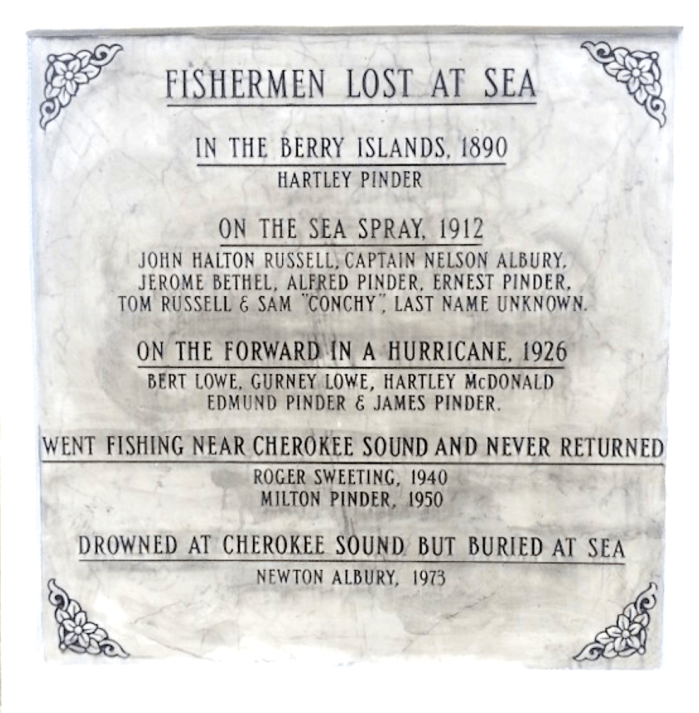 FISHERMEN LOST AT SEA
IN THE BERRY ISLANDS, 1890
HARTLEY PINDER
ON THE SEA SPRAY, 1912
JOHN HALTON RUSSELL, CAPTAIN NELSON ALBURY,
JEROME BETHEL, ALFRED PINDER, ERNEST PINDER,
TOM RUSSELL & SAM "CONCHY", LAST NAME UNKNOWN.
ON THE FORWARD IN A HURRICANE, 1926
BERT LOWE, GURNEY LOWE, HARTLEY McDONALD
EDMUND PINDER & JAMES PINDER.
WENT FISHING NEAR CHEROKEE SOUND AND NEVER RETURNED
ROGER SWEETING, 1940
MILTON PINDER, 1950
DROWNED AT CHEROKEE SOUND BUT BURIED AT SEA
NEWTON ALBURY, 1973